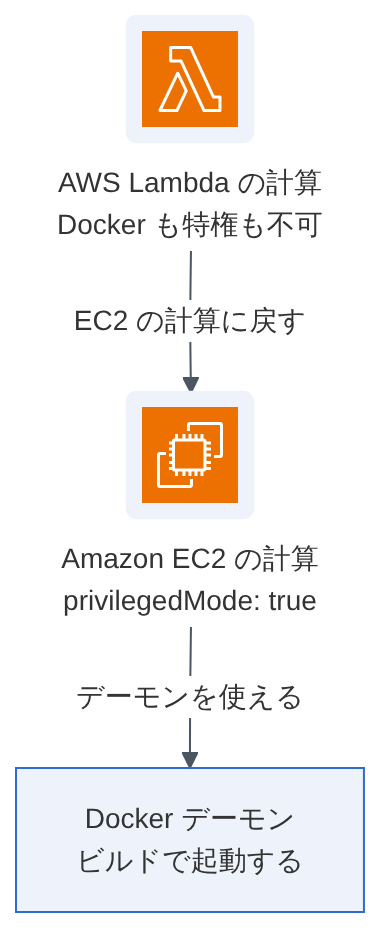 AWS Lambda の計算
Docker も特権も不可
EC2 の計算に戻す
Amazon EC2 の計算
privilegedMode: true
デーモンを使える
Docker デーモン
ビルドで起動する